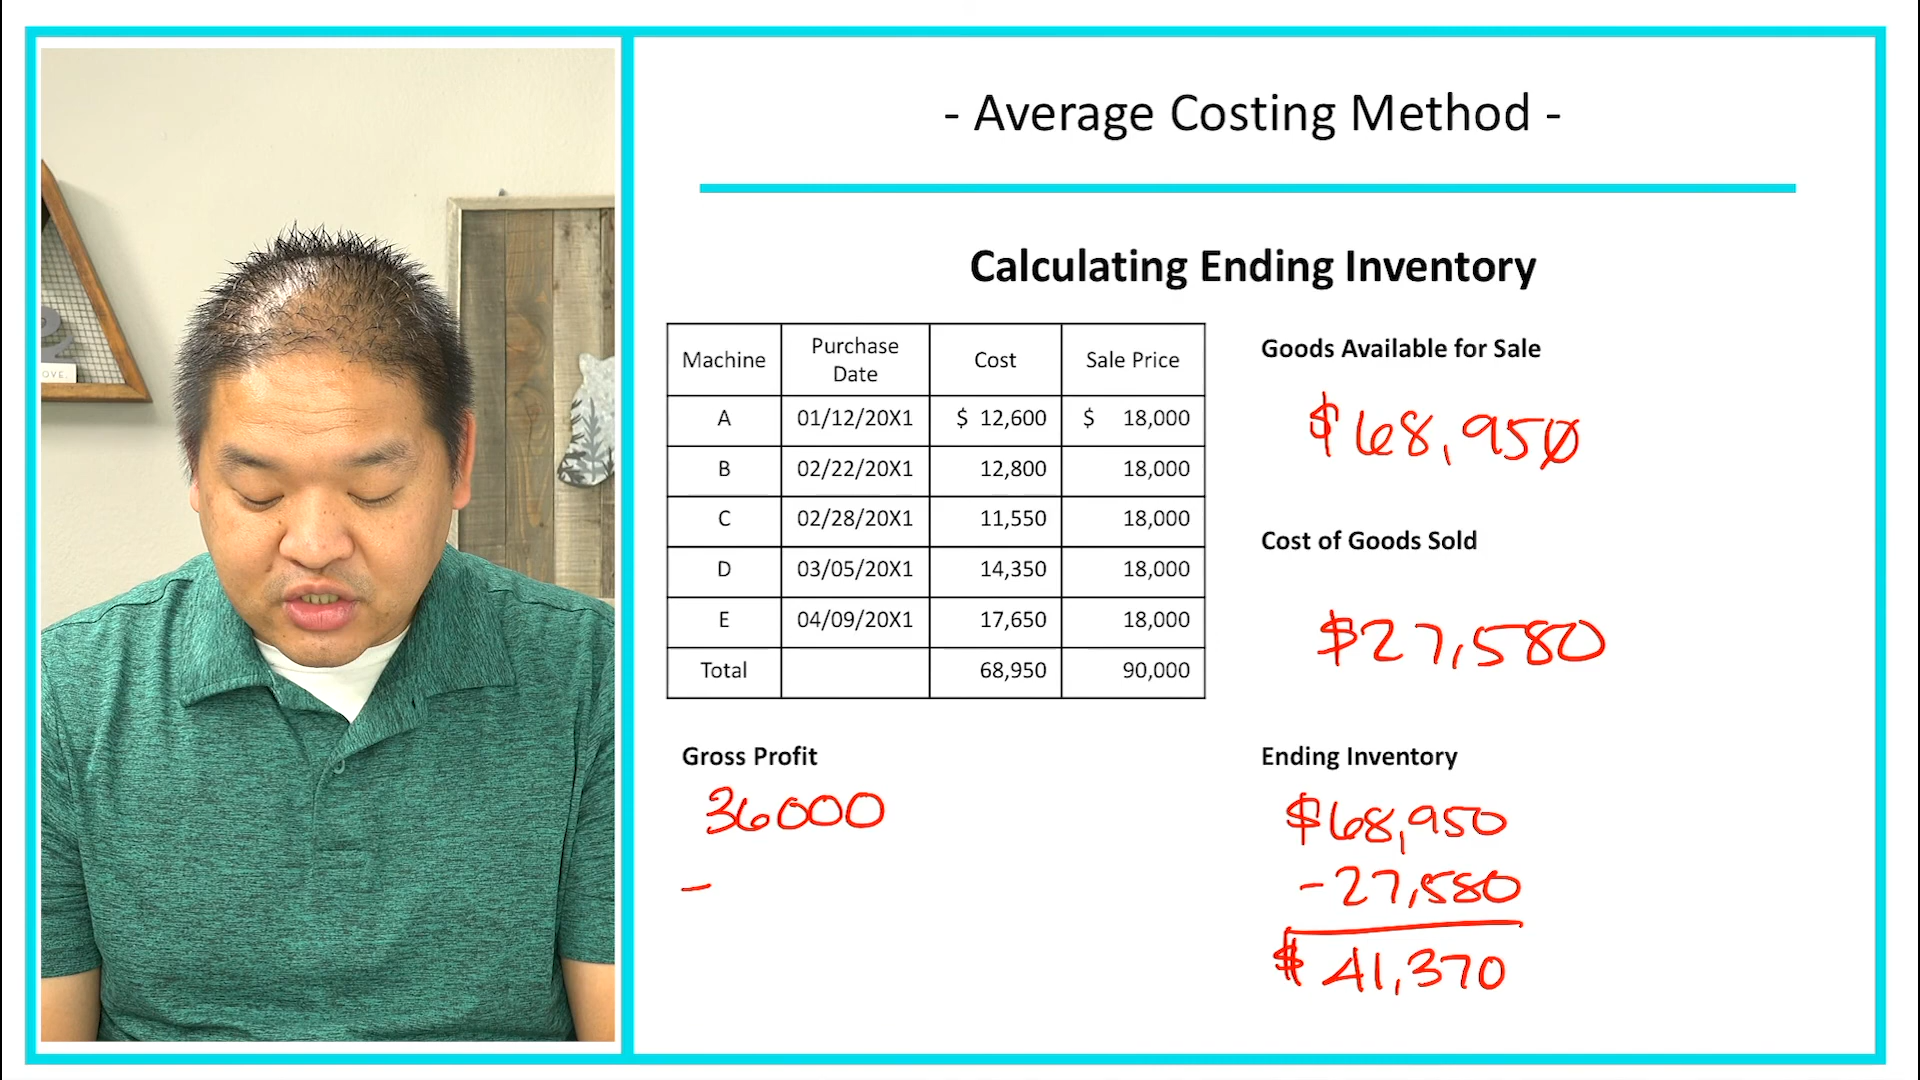 - Average Costing Method -
Calculating Ending Inventory
Machine Purchase Date Cost Sale Price
A 01/12/20X1 $ 12,600 $ 18,000
B 02/22/20X1 12,800 18,000
C 02/28/20X1 11,550 18,000
D 03/05/20X1 14,350 18,000
E 04/09/20X1 17,650 18,000
Total 68,950 90,000
Goods Available for Sale
$68,950
Cost of Goods Sold
$27,580
Gross Profit
36000
-
Ending Inventory
$68,950
-27,580
$ 41,370
OVE.